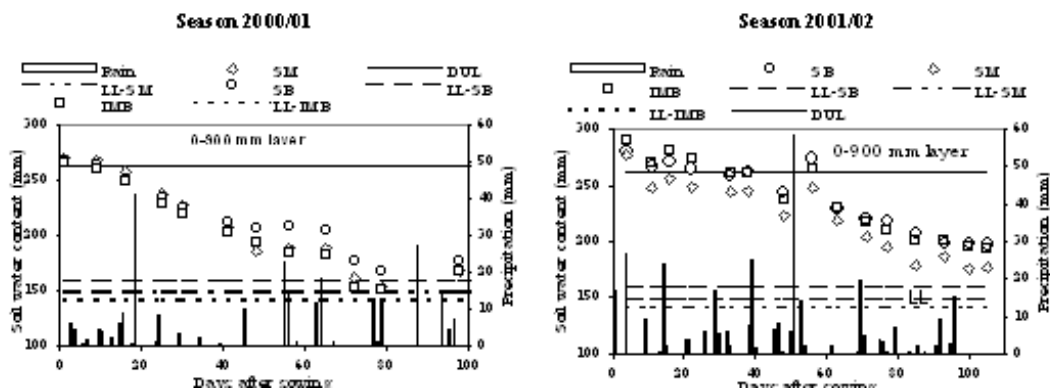 Season 2000/01
Rain SM DUL
LL-SM SB LL-SB
IMB LL-IMB
300 60
0-900 mm layer
50
250
40
200 30
20
150
10
100 0
0 20 40 60 80 100
Soil water content (mm)
Precipitation (mm)
Days after sowing
Season 2001/02
Rain SB SM
IMB LL-SB LL-SM
LL-IMB DUL
300 60
0-900 mm layer
50
250
40
200 30
20
150
LL
10
100 0
0 20 40 60 80 100
Soil water content (mm)
Precipitation (mm)
Days after sowing